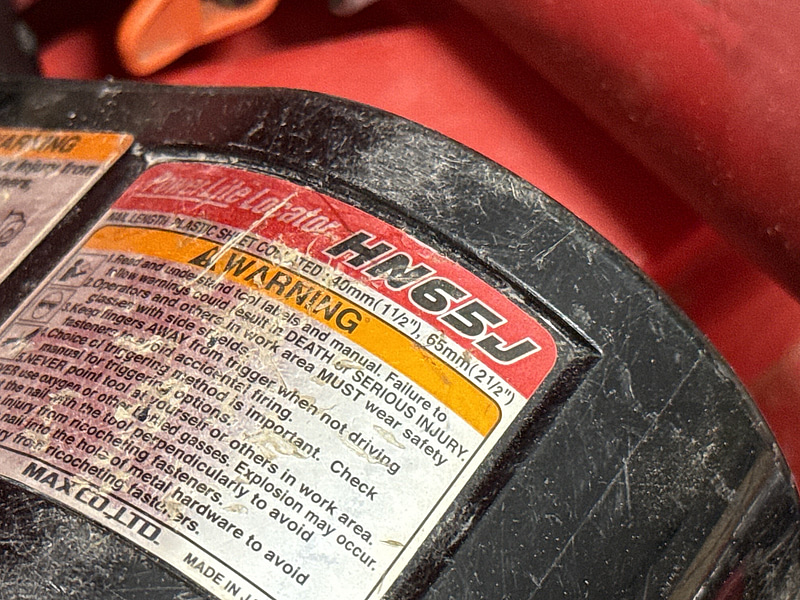 WARNING
injury from
PowerLite Locator
HN65J
NAIL LENGTH PLASTIC SHEET COLLATED: 40mm(1 1/2"), 65mm(2 1/2")
WARNING
Read and understand tool labels and manual. Failure to
follow warnings could result in DEATH or SERIOUS INJURY.
Operators and others in work area MUST wear safety
glasses with side shields.
Keep fingers AWAY from trigger when not driving
fasteners to avoid accidental firing.
Choice of triggering method is important. Check
manual for triggering options.
NEVER point tool at yourself or others in work area.
use oxygen or other gasses. Explosion may occur.
the nail with the tool perpendicularly to avoid
injury from ricocheting fasteners.
nail into the hole of metal hardware to avoid
from ricocheting fasteners.
MAX CO.,LTD.
MADE IN